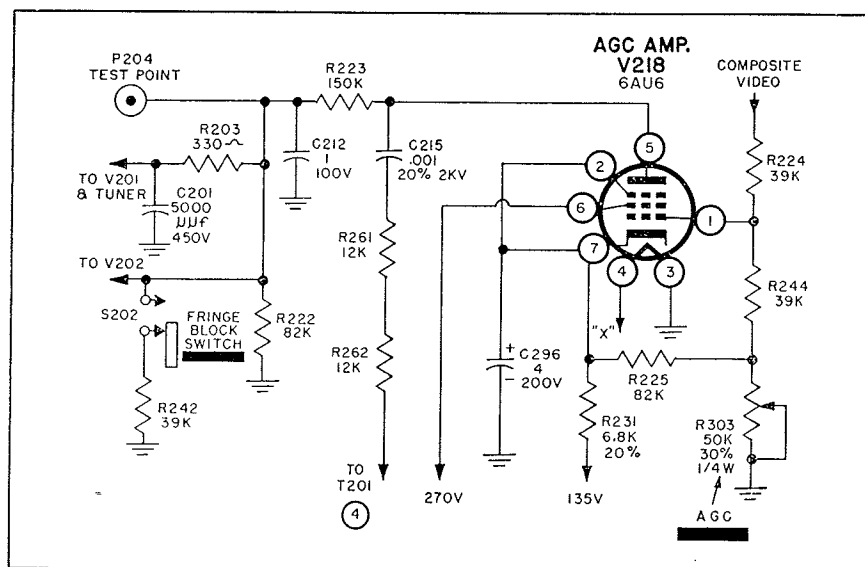 P204
TEST POINT
R223
150K
AGC AMP.
V218
6AU6
COMPOSITE
VIDEO
R203
330
C212
1
100V
C215
.001
20% 2KV
5
2
6
7
4
3
1
R224
39K
TO V201
& TUNER
C201
5000
μμf
450V
R261
12K
R244
39K
TO V202
S202
FRINGE
BLOCK
SWITCH
R222
82K
"X"
R262
12K
+
C296
4
-
200V
R225
82K
R242
39K
R231
6.8K
20%
R303
50K
30%
1/4W
TO
T201
4
270V
135V
AGC